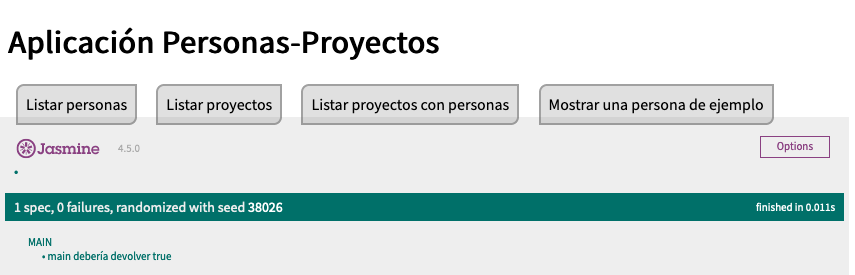 Aplicación Personas-Proyectos
Listar personas Listar proyectos Listar proyectos con personas Mostrar una persona de ejemplo
Jasmine 4.5.0 Options
•
1 spec, 0 failures, randomized with seed 38026 finished in 0.011s
MAIN
• main debería devolver true